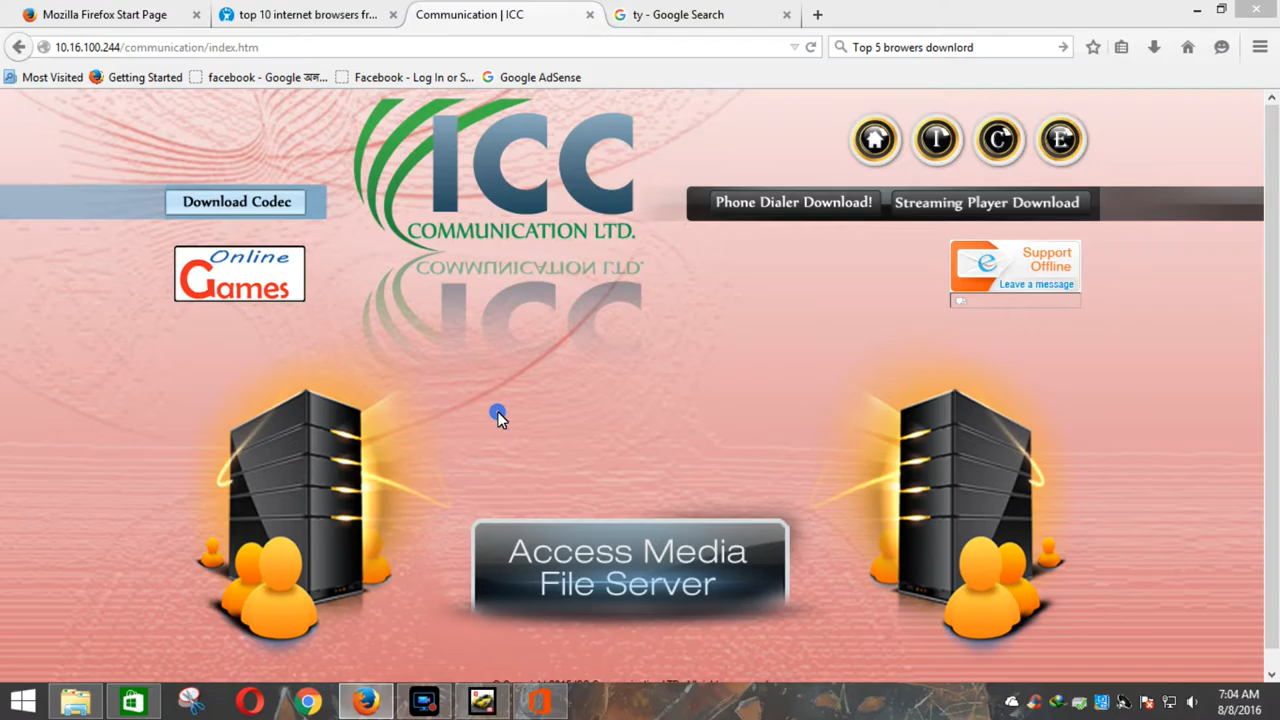 Mozilla Firefox Start Page
top 10 internet browsers fr...
Communication | ICC
ty - Google Search
10.16.100.244/communication/index.htm
Top 5 browers downlord
Most Visited
Getting Started
facebook - Google অনু...
Facebook - Log In or S...
Google AdSense
ICC
COMMUNICATION LTD.
I
C
E
Download Codec
Phone Dialer Download!
Streaming Player Download
Online
Games
Support
Offline
Leave a message
Access Media
File Server
7:04 AM
8/8/2016